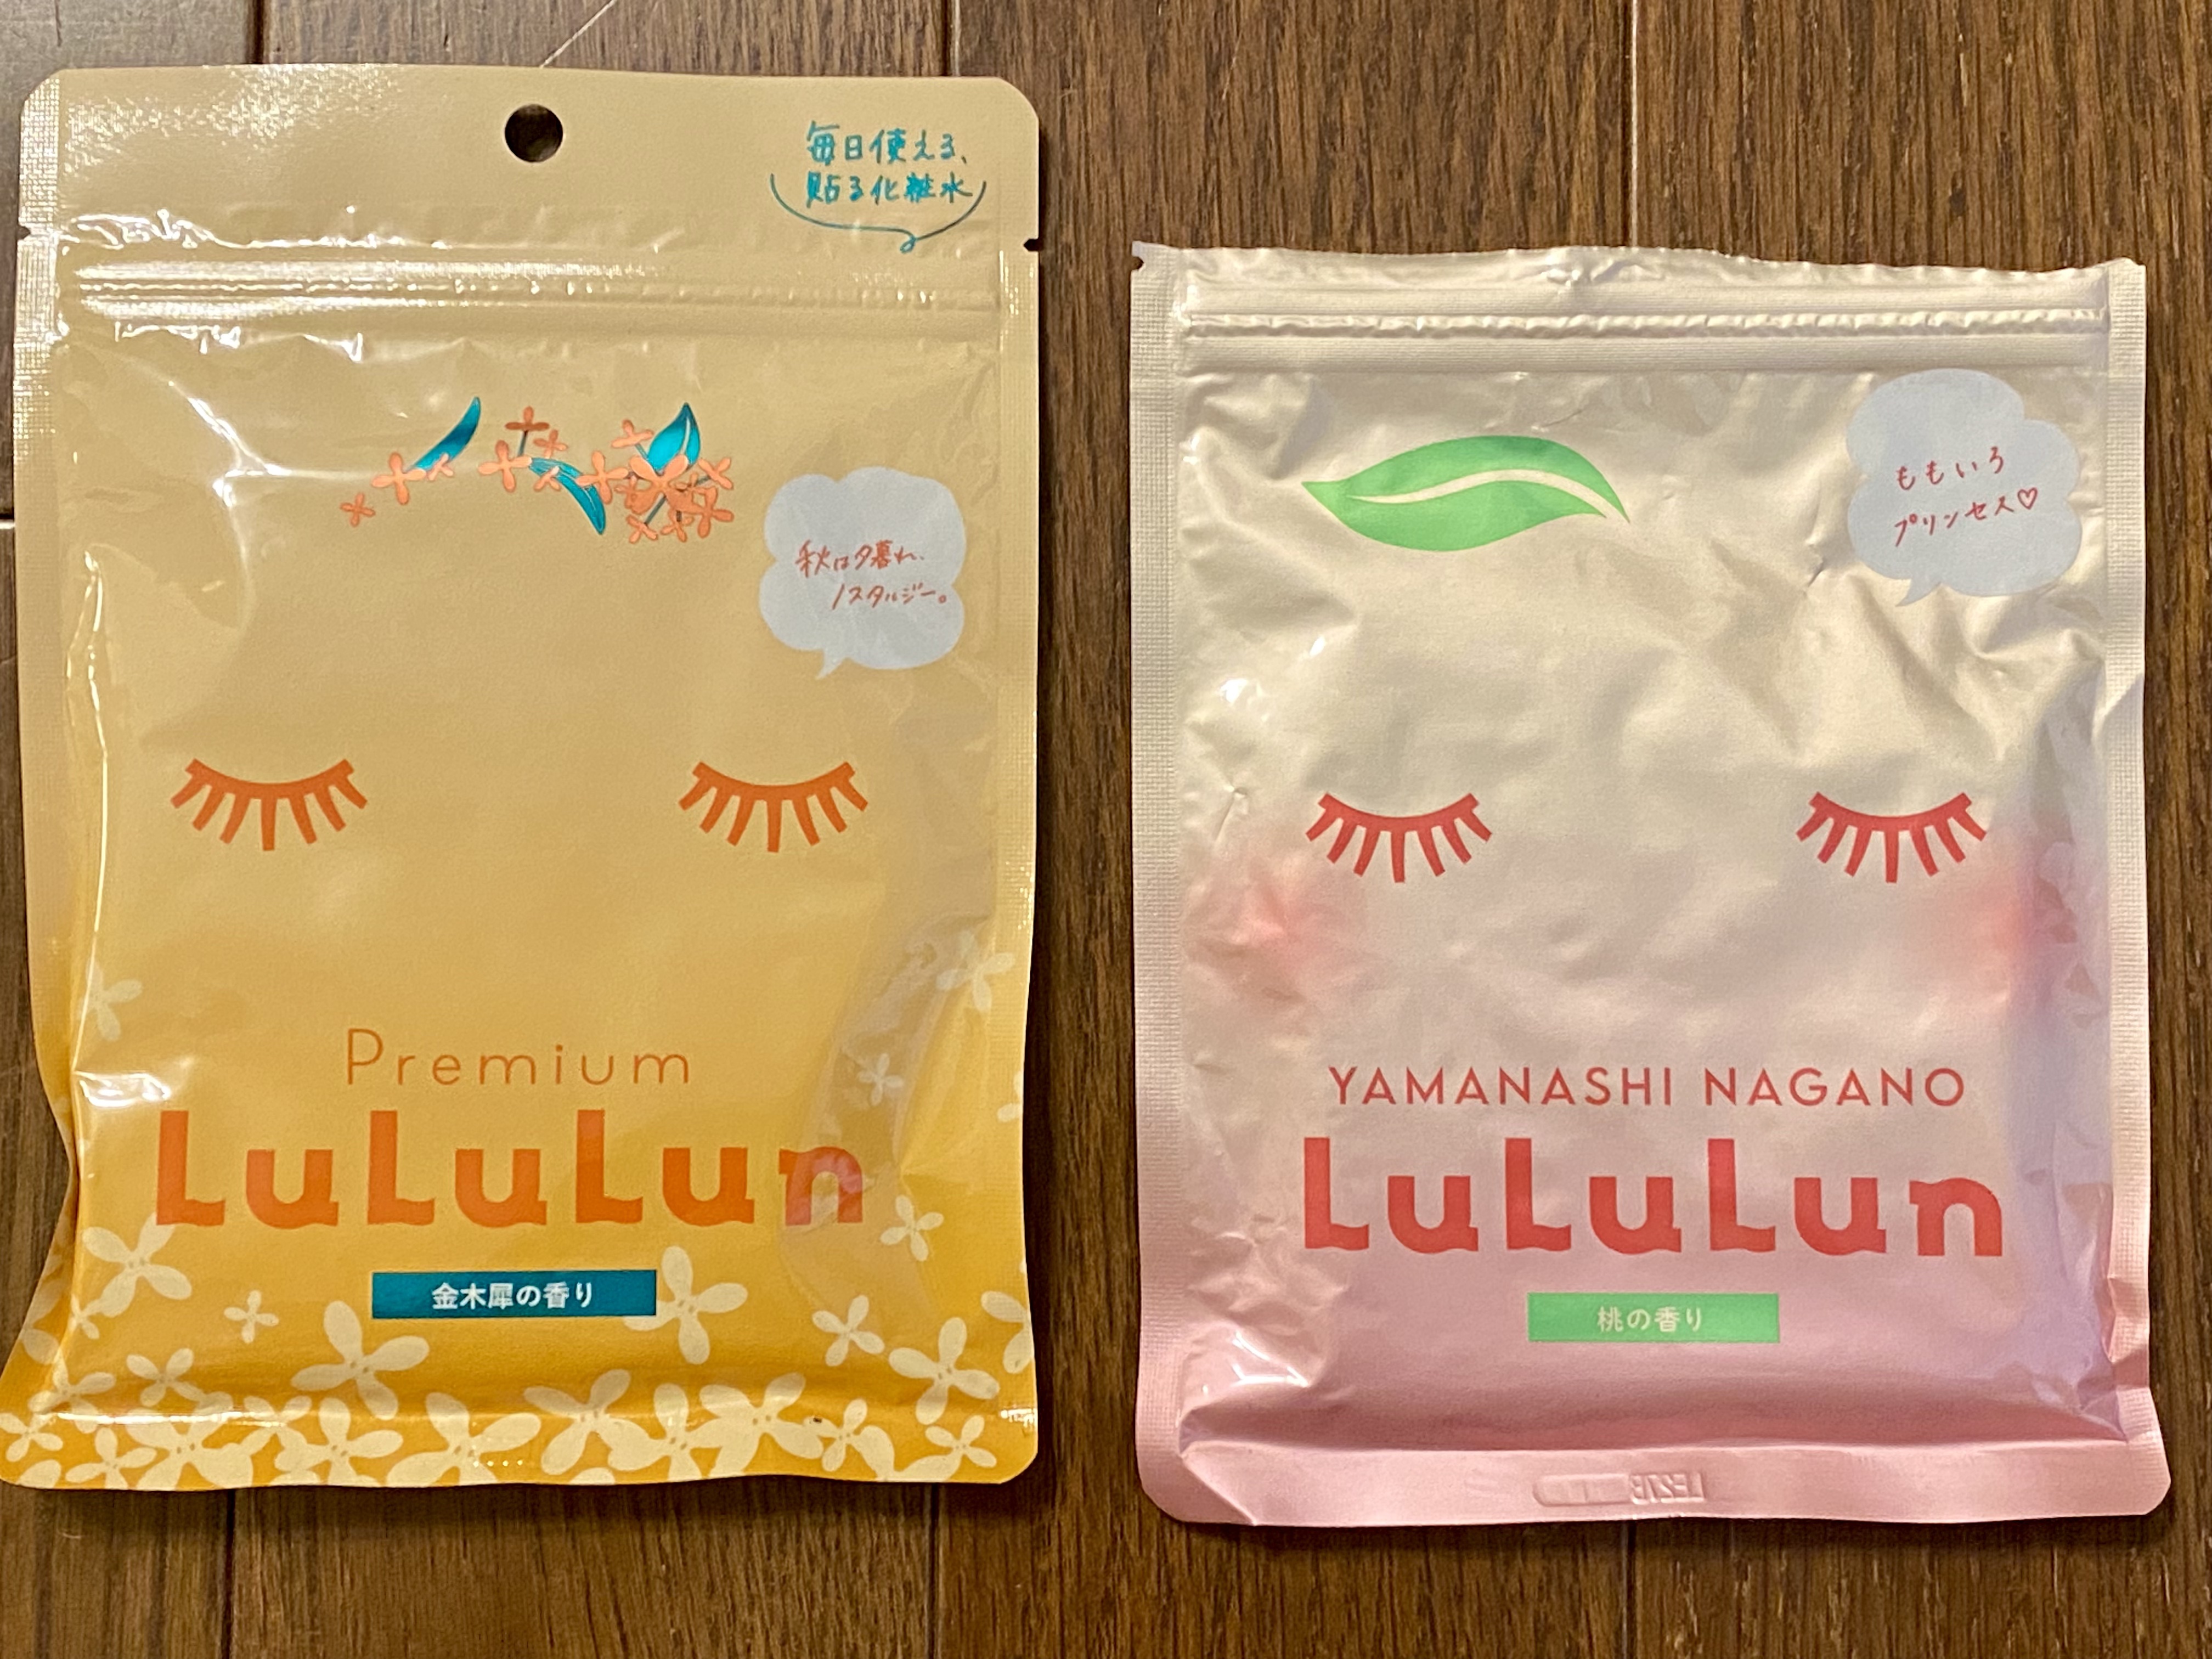 毎日使える、
貼る化粧水
秋は夕暮れ、
ノスタルジー。
Premium
LuLuLun
金木犀の香り
ももいろ
プリンセス♡
YAMANASHI NAGANO
LuLuLun
桃の香り